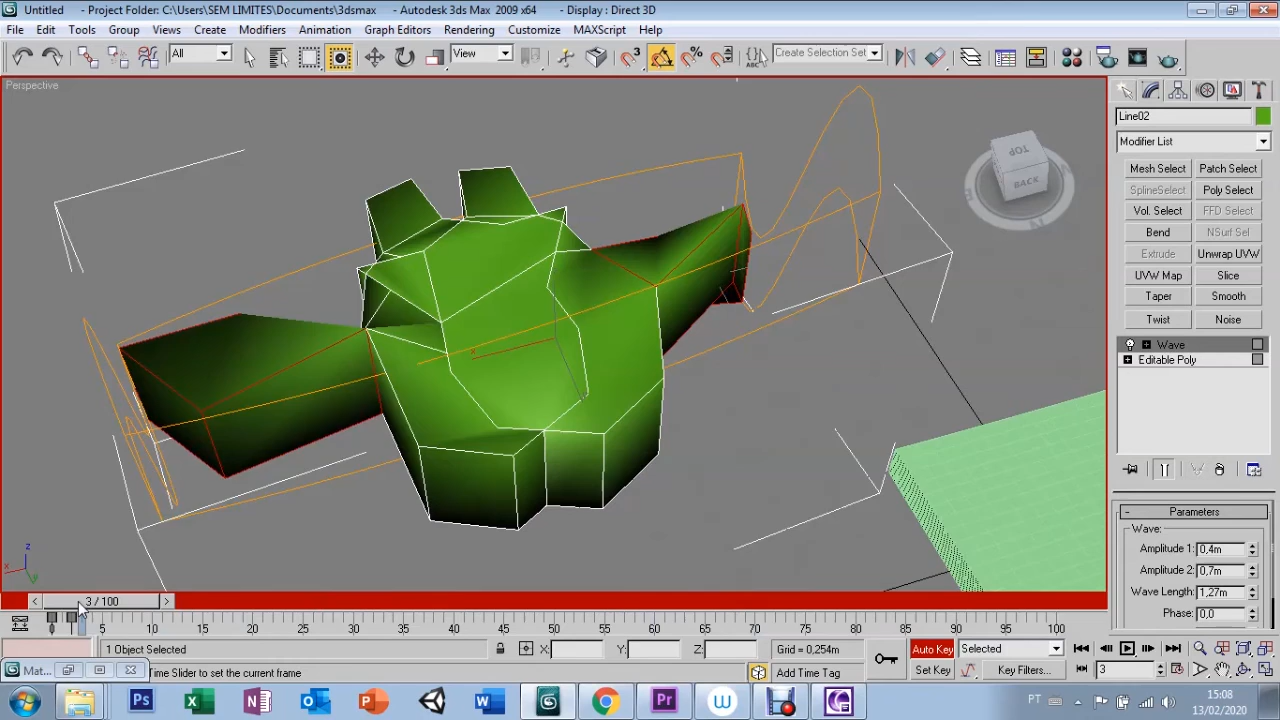 Untitled - Project Folder: C:\Users\SEM LIMITES\Documents\3dsmax - Autodesk 3ds Max 2009 x64 - Display : Direct 3D
File Edit Tools Group Views Create Modifiers Animation Graph Editors Rendering Customize MAXScript Help
All View Create Selection Set
Perspective
TOP
BACK
Line02
Modifier List
Mesh Select Patch Select
SplineSelect Poly Select
Vol. Select FFD Select
Bend NSurf Sel
Extrude Unwrap UVW
UVW Map Slice
Taper Smooth
Twist Noise
Wave
Editable Poly
- Parameters
Wave:
Amplitude 1: 0,4m
Amplitude 2: 0,7m
Wave Length: 1,27m
Phase: 0,0
z
x
y
< 3 / 100 >
5 10 15 20 25 30 35 40 45 50 55 60 65 70 75 80 85 90 95 100
1 Object Selected X: Y: Z: Grid = 0,254m Auto Key Selected
Mat... Time Slider to set the current frame Add Time Tag Set Key Key Filters... 3
PT 15:08
13/02/2020